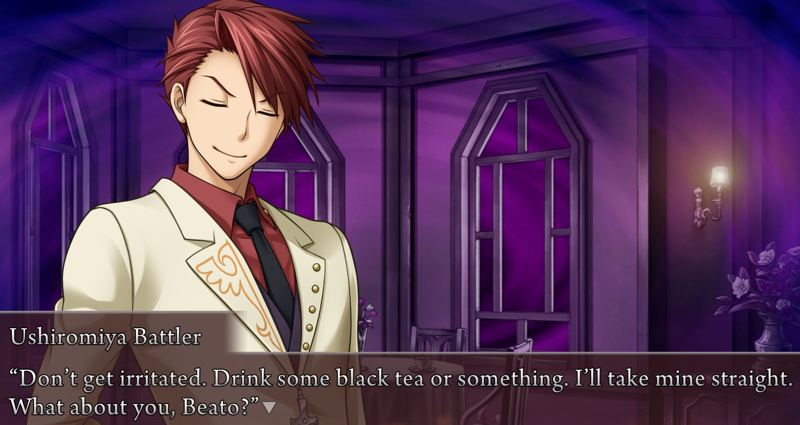 Ushiromiya Battler
“Don’t get irritated. Drink some black tea or something. I’ll take mine straight.
What about you, Beato?”